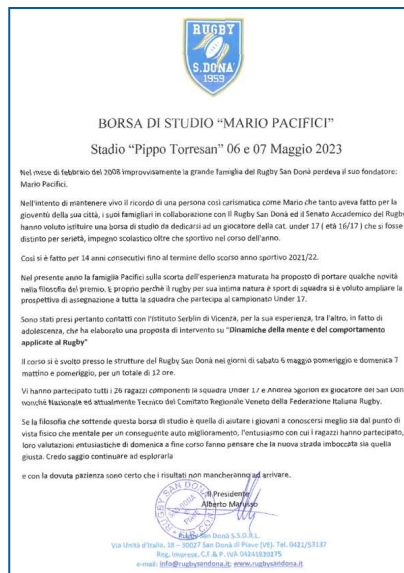 RUGBY
S.DONA'
1959
BORSA DI STUDIO "MARIO PACIFICI"
Stadio "Pippo Torresan" 06 e 07 Maggio 2023
Nel mese di febbraio del 2008 improvvisamente la grande famiglia del Rugby San Donà perdeva il suo fondatore:
Mario Pacifici.
Nell'intento di mantenere vivo il ricordo di una persona così carismatica come Mario che tanto aveva fatto per la
gioventù della sua città, i suoi famigliari in collaborazione con Il Rugby San Donà ed il Senato Accademico del Rugby
hanno voluto istituire una borsa di studio da dedicarsi ad un giocatore della cat. under 17 ( età 16/17 ) che si fosse
distinto per serietà, impegno scolastico oltre che sportivo nel corso dell'anno.
Così si è fatto per 14 anni consecutivi fino al termine dello scorso anno sportivo 2021/22.
Nel presente anno la famiglia Pacifici sulla scorta dell'esperienza maturata ha proposto di portare qualche novità
nella filosofia del premio. E proprio perché il rugby per sua intima natura è sport di squadra si è voluto ampliare la
prospettiva di assegnazione a tutta la squadra che partecipa al campionato Under 17.
Sono stati presi pertanto contatti con l'Istituto Serblin di Vicenza, per la sua esperienza, tra l'altro, in fatto di
adolescenza, che ha elaborato una proposta di intervento su "Dinamiche della mente e del comportamento
applicate al Rugby"
Il corso si è svolto presso le strutture del Rugby San Donà nei giorni di sabato 6 maggio pomeriggio e domenica 7
mattino e pomeriggio, per un totale di 12 ore.
Vi hanno partecipato tutti i 26 ragazzi componenti la squadra Under 17 e Andrea Sgorlon ex giocatore del San Don
nonché Nazionale ed attualmente Tecnico del Comitato Regionale Veneto della Federazione Italiana Rugby.
Se la filosofia che sottende questa borsa di studio è quella di aiutare i giovani a conoscersi meglio sia dal punto di
vista fisico che mentale per un conseguente auto miglioramento, l'entusiasmo con cui i ragazzi hanno partecipato,
loro valutazioni entusiastiche di domenica a fine corso fanno pensare che la nuova strada imboccata sia quella
giusta. Credo saggio continuare ad esplorarla
e con la dovuta pazienza sono certo che i risultati non mancheranno ad arrivare.
Il Presidente
Alberto Marusso
Rugby San Donà S.S.D.R.L.
Via Unità d'Italia, 18 – 30027 San Donà di Piave (VE). Tel. 0421/53137
Reg. Imprese, C.F.& P. IVA 04241030275
e-mail: info@rugbysandona.it; www.rugbysandona.it